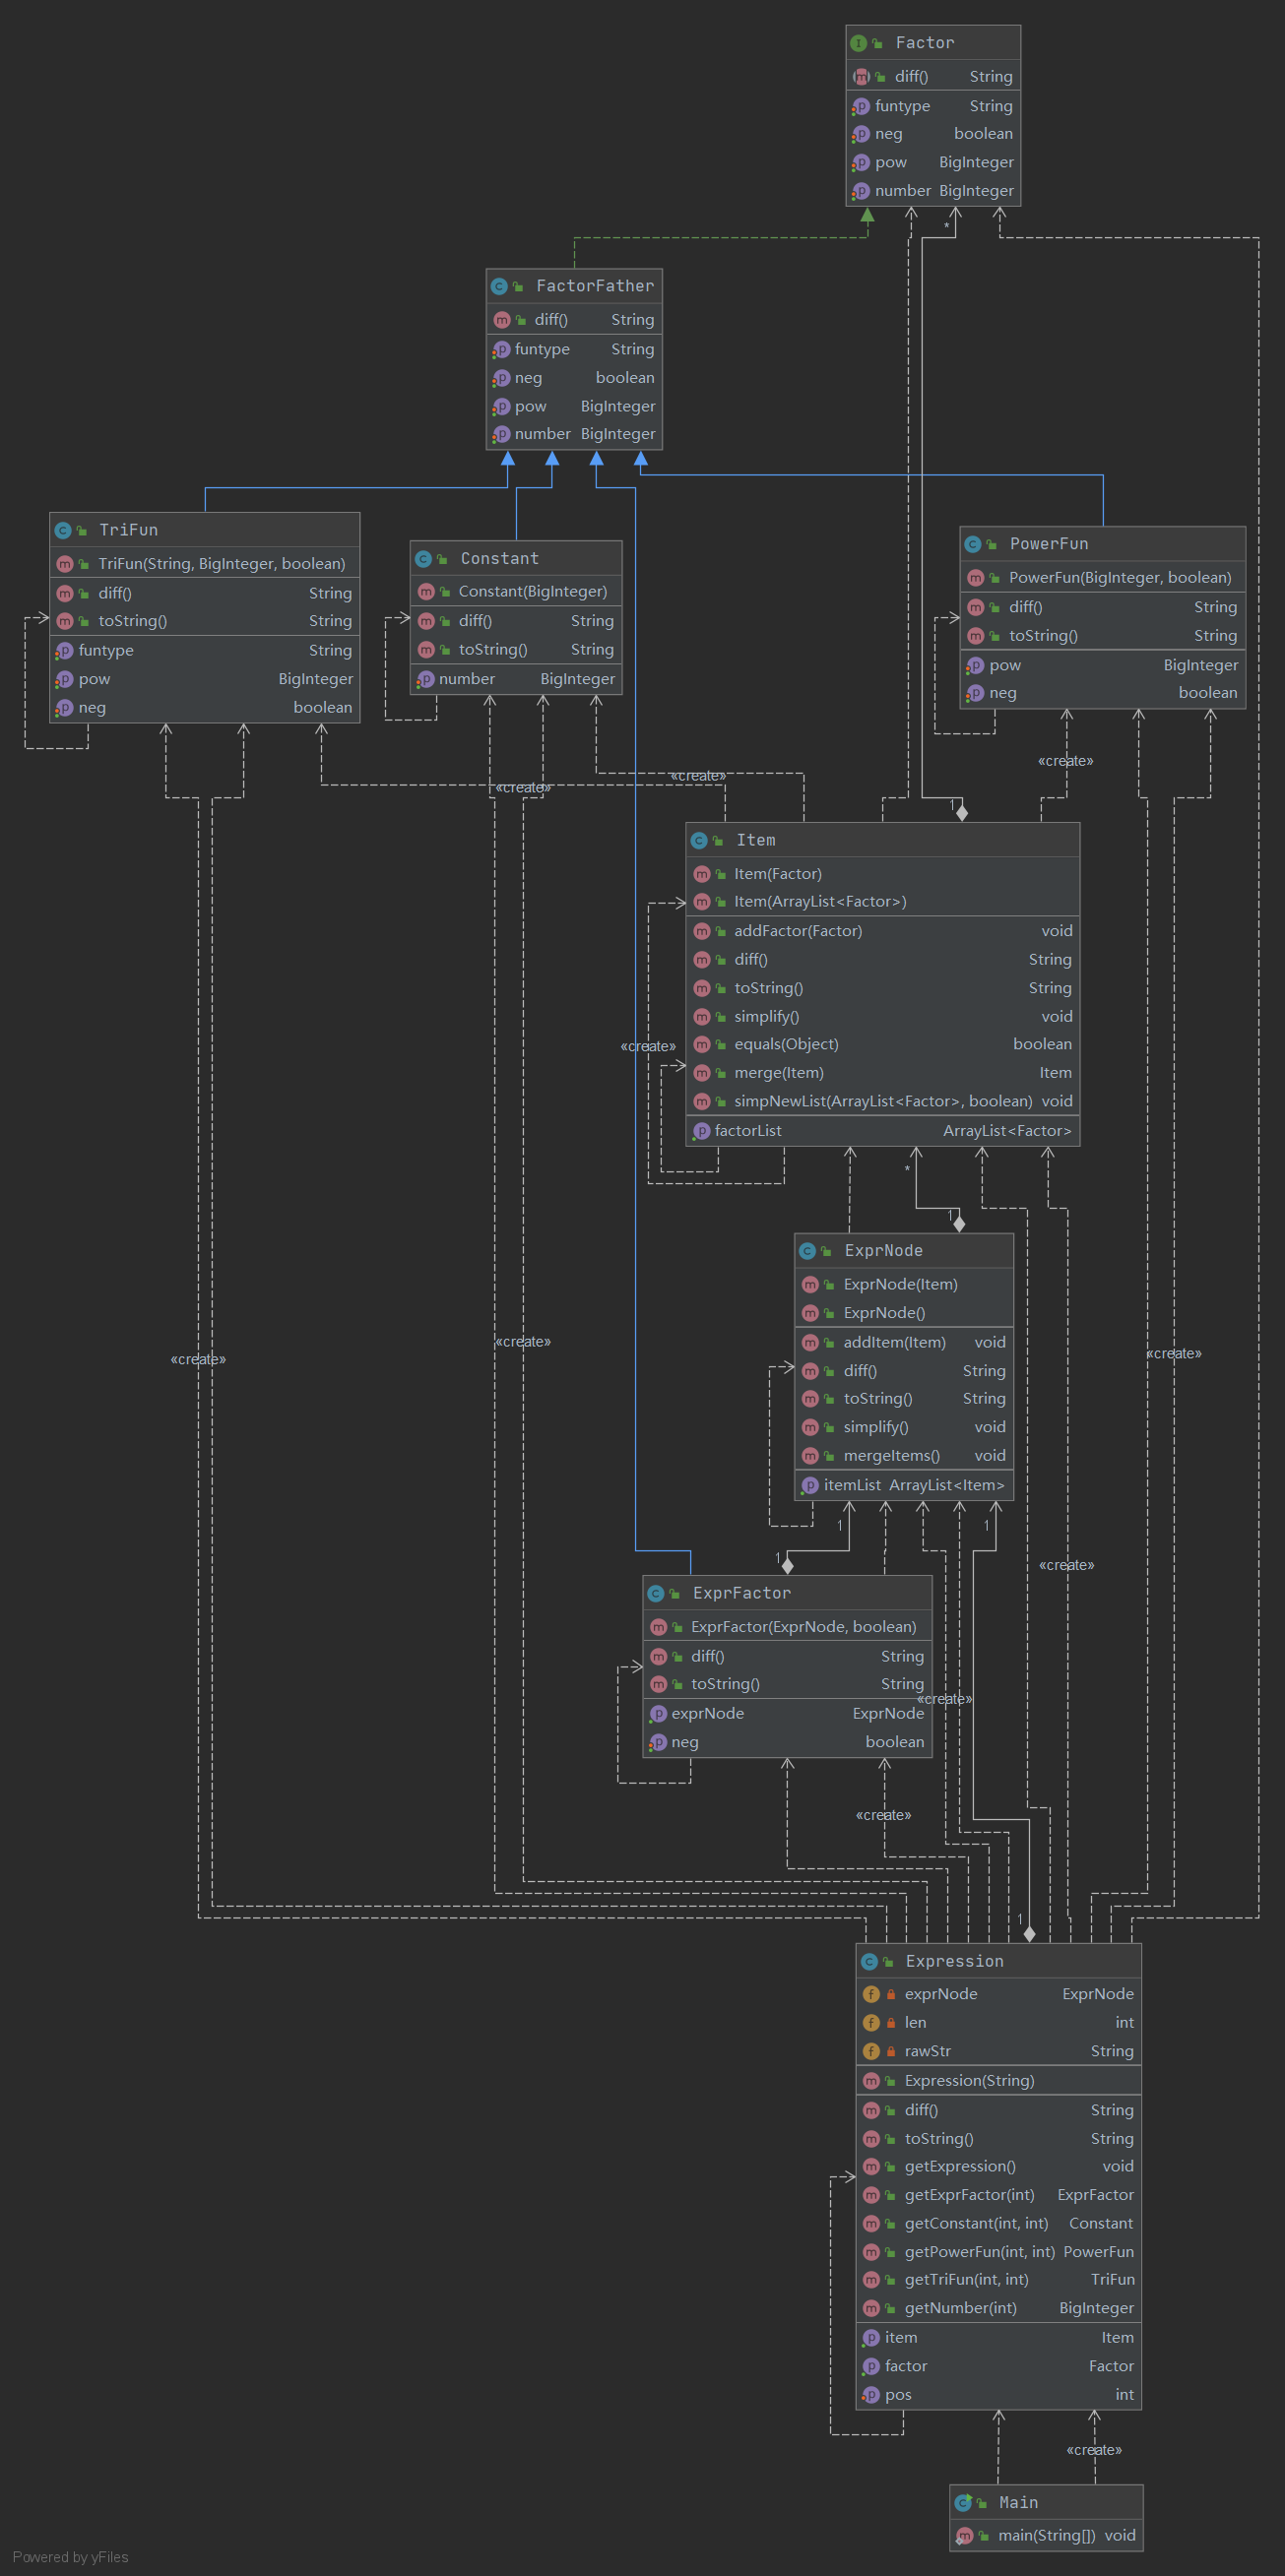 I Factor
m diff() String
p funtype String
p neg boolean
p pow BigInteger
p number BigInteger
*
C FactorFather
m diff() String
p funtype String
p neg boolean
p pow BigInteger
p number BigInteger
C TriFun
m TriFun(String, BigInteger, boolean)
m diff() String
m toString() String
p funtype String
p pow BigInteger
p neg boolean
C Constant
m Constant(BigInteger)
m diff() String
m toString() String
p number BigInteger
C PowerFun
m PowerFun(BigInteger, boolean)
m diff() String
m toString() String
p pow BigInteger
p neg boolean
«create»
«create»
«create»
1
C Item
m Item(Factor)
m Item(ArrayList<Factor>)
m addFactor(Factor) void
m diff() String
m toString() String
m simplify() void
m equals(Object) boolean
m merge(Item) Item
m simpNewList(ArrayList<Factor>, boolean) void
p factorList ArrayList<Factor>
«create»
*
1
C ExprNode
m ExprNode(Item)
m ExprNode()
m addItem(Item) void
m diff() String
m toString() String
m simplify() void
m mergeItems() void
p itemList ArrayList<Item>
«create»
«create»
«create»
1
1
1
«create»
C ExprFactor
m ExprFactor(ExprNode, boolean)
m diff() String
m toString() String
p exprNode ExprNode
p neg boolean
«create»
«create»
1
C Expression
f exprNode ExprNode
f len int
f rawStr String
m Expression(String)
m diff() String
m toString() String
m getExpression() void
m getExprFactor(int) ExprFactor
m getConstant(int, int) Constant
m getPowerFun(int, int) PowerFun
m getTriFun(int, int) TriFun
m getNumber(int) BigInteger
p item Item
p factor Factor
p pos int
«create»
C Main
m main(String[]) void
Powered by yFiles